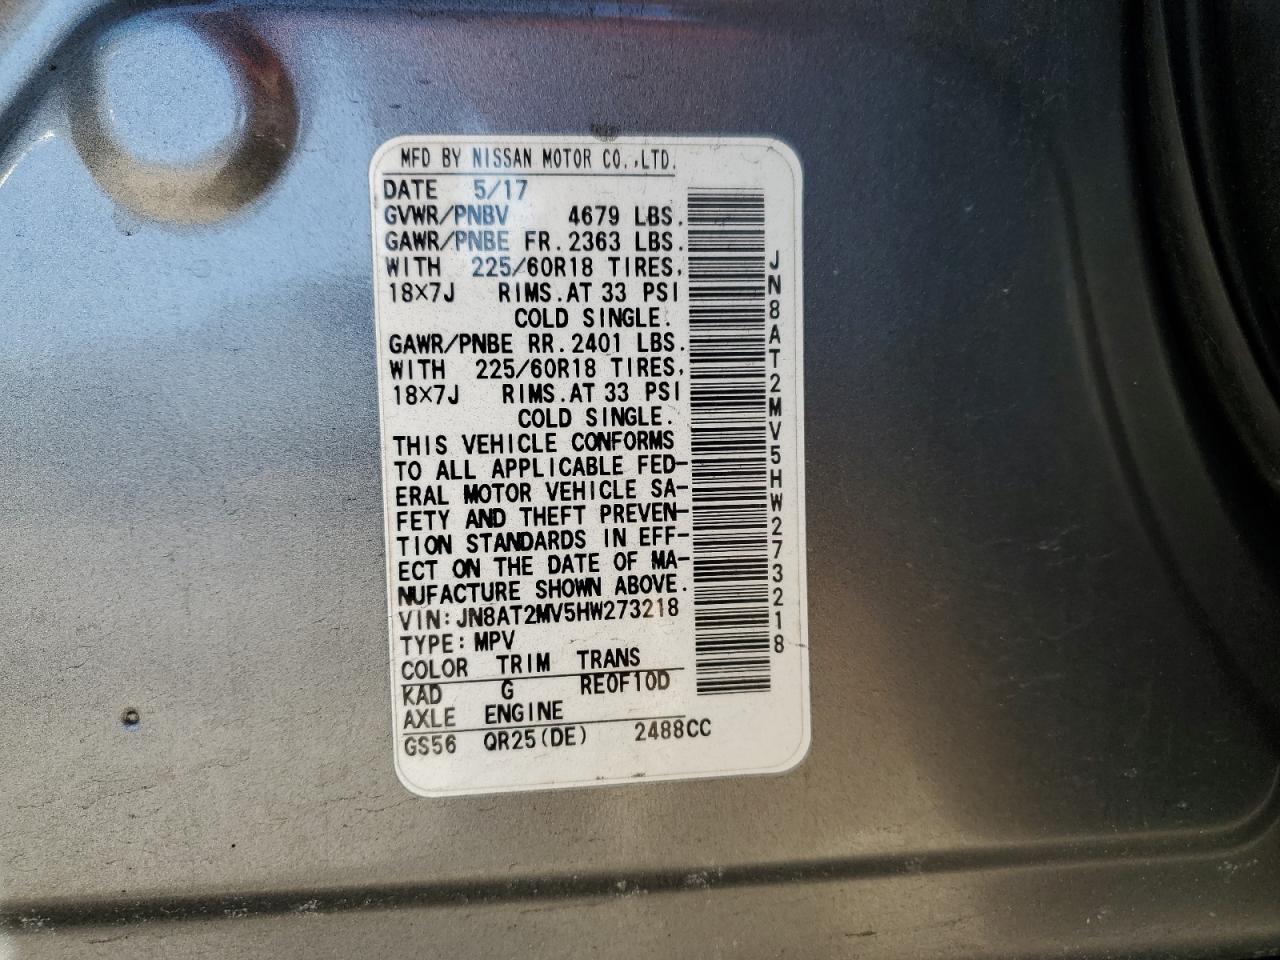 MFD BY NISSAN MOTOR CO.,LTD.
DATE 5/17
GVWR/PNBV 4679 LBS.
GAWR/PNBE FR. 2363 LBS.
WITH 225/60R18 TIRES,
18×7J RIMS. AT 33 PSI
COLD SINGLE.
GAWR/PNBE RR. 2401 LBS.
WITH 225/60R18 TIRES,
18×7J RIMS. AT 33 PSI
COLD SINGLE.
THIS VEHICLE CONFORMS
TO ALL APPLICABLE FED-
ERAL MOTOR VEHICLE SA-
FETY AND THEFT PREVEN-
TION STANDARDS IN EFF-
ECT ON THE DATE OF MA-
NUFACTURE SHOWN ABOVE.
VIN: JN8AT2MV5HW273218
TYPE: MPV
COLOR TRIM TRANS
KAD G RE0F10D
AXLE ENGINE
GS56 QR25(DE) 2488CC
JN8AT2MV5HW273218